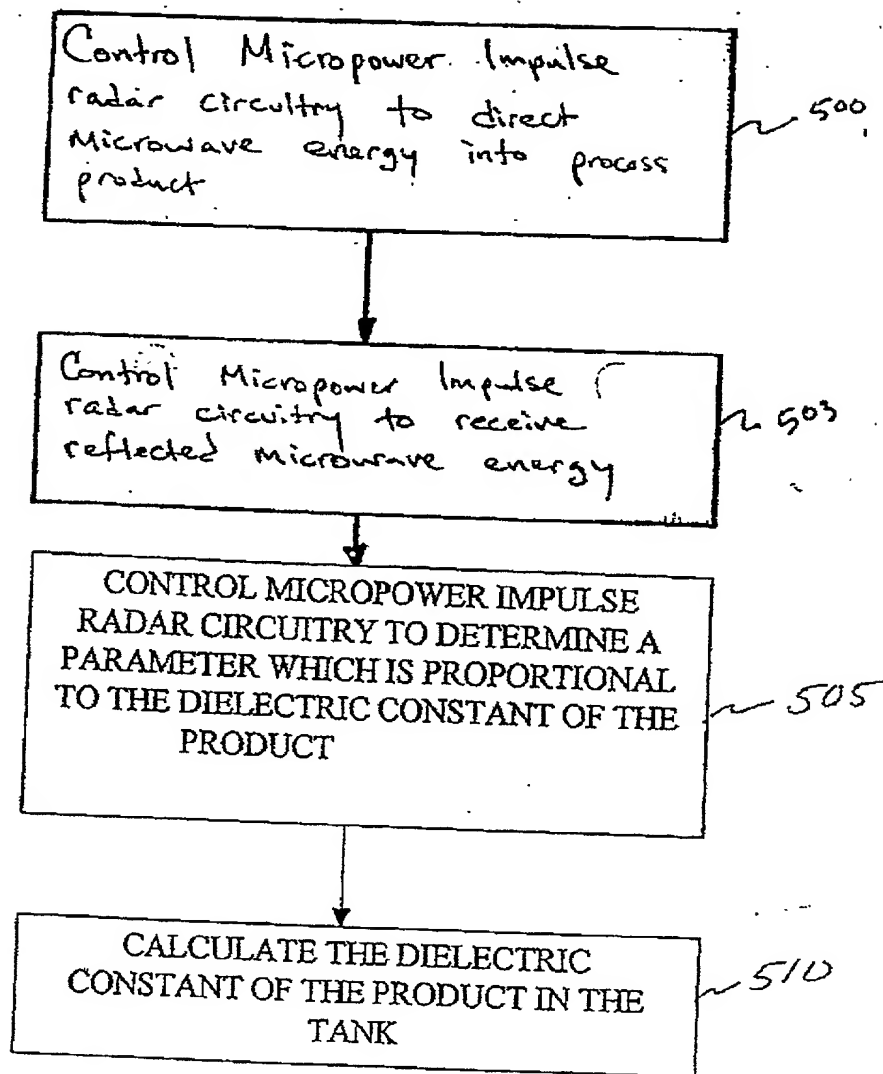 Control Micropower Impulse
radar circuitry to direct
Microwave energy into process
product
500
Control Micropower Impulse
radar circuitry to receive
reflected microwave energy
503
CONTROL MICROPOWER IMPULSE
RADAR CIRCUITRY TO DETERMINE A
PARAMETER WHICH IS PROPORTIONAL
TO THE DIELECTRIC CONSTANT OF THE
PRODUCT
505
CALCULATE THE DIELECTRIC
CONSTANT OF THE PRODUCT IN THE
TANK
510